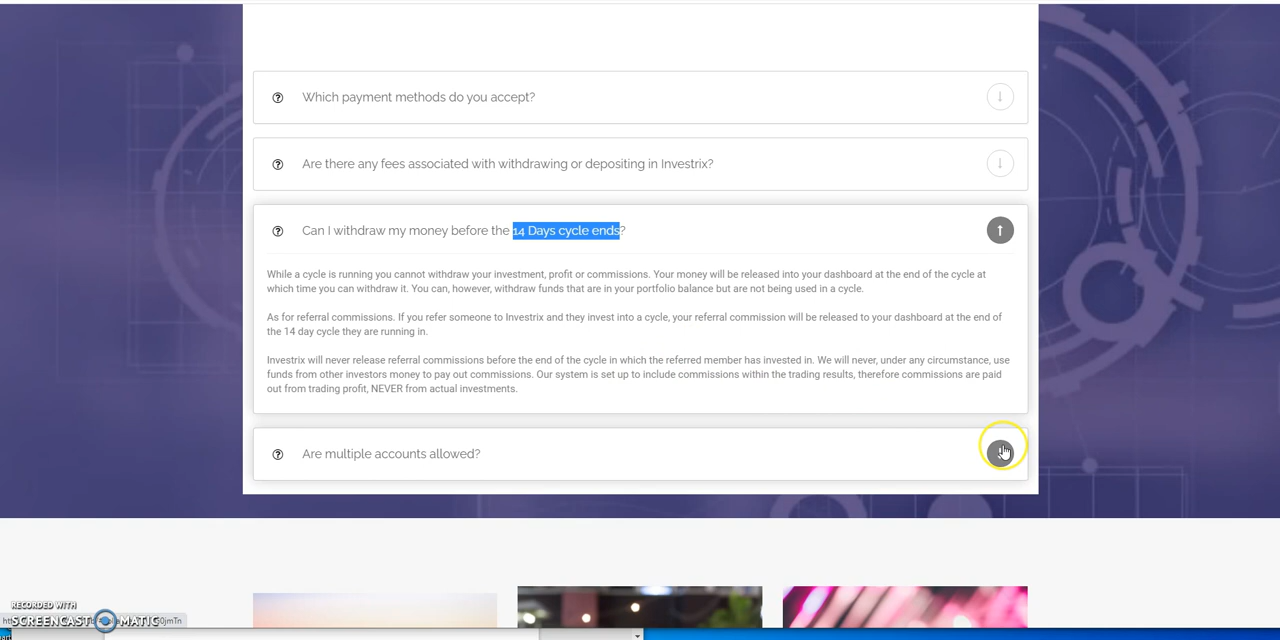 Which payment methods do you accept?
Are there any fees associated with withdrawing or depositing in Investrix?
Can I withdraw my money before the 14 Days cycle ends?
While a cycle is running you cannot withdraw your investment, profit or commissions. Your money will be released into your dashboard at the end of the cycle at
which time you can withdraw it. You can, however, withdraw funds that are in your portfolio balance but are not being used in a cycle.
As for referral commissions. If you refer someone to Investrix and they invest into a cycle, your referral commission will be released to your dashboard at the end of
the 14 day cycle they are running in.
Investrix will never release referral commissions before the end of the cycle in which the referred member has invested in. We will never, under any circumstance, use
funds from other investors money to pay out commissions. Our system is set up to include commissions within the trading results, therefore commissions are paid
out from trading profit, NEVER from actual investments.
Are multiple accounts allowed?
RECORDED WITH
SCREENCAST MATIC